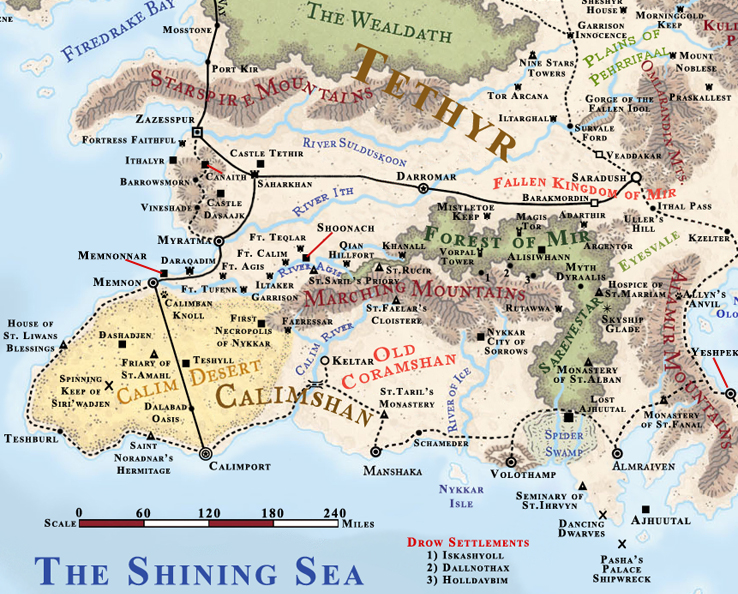 Firedrake Bay
The Wealdath
Sheshyr
House
Morninggold
Keep
Garrison
Innocence
Mosstone
Plains of
Pehrrifaal
Nine Stars
Towers
Mount
Noblese
Port Kir
Starspire Mountains
Tethyr
Tor Arcana
Omarandin Mts.
Praskallest
Gorge of the
Fallen Idol
Zazesspur
Iltarghal
Survale
Ford
Fortress Faithful
River Sulduskoon
Ithalyr
Castle Tethir
Veaddakar
Canaith
Saharkhan
Darromar
Saradush
Barrowsmorn
Fallen Kingdom of Mir
Castle
Dasaajk
River Ith
Barakmordin
Vineshade
Mistletoe
Keep
Magis
Tor
Adarthir
Ithal Pass
Uller's
Hill
Shoonach
Myratma
Ft. Teqlar
Forest of Mir
Kzelter
Qian
Hillfort
Khanall
Argentor
Eyesvale
Ft. Calim
Vorpal
Tower
Alisiwhann
Memnonnar
Daraqadim
Ft. Agis
River Agis
St. Rucir
1
2
3
Myth
Dyraalis
Memnon
Iltaker
Garrison
St. Saril's Priory
Hospice of
St. Marriam
Allyn's
Anvil
Ft. Tufenk
Marching Mountains
Calimban
Knoll
St. Faelar's
Cloistere
Rutawwa
Skyship
Glade
First
Necropolis
of Nykkar
Faeressar
House of
St. Liwans
Blessings
Dashadjen
Calim River
Nykkar
City of
Sorrows
Sarenestar
Alimir Mountains
Friary of
St. Amahl
Teshyll
Keltar
Old
Coramshan
Yeshpek
Calim Desert
Monastery
of St. Alban
Spinning
Keep of
Siri'wadjen
Calimshan
St. Taril's
Monastery
River of Ice
Lost
Ajhuutal
Dalabad
Oasis
Monastery
of St. Fanal
Teshburl
Saint
Noradnar's
Hermitage
Schameder
Spider
Swamp
Calimport
Manshaka
Volothamp
Almraiven
Nykkar
Isle
Seminary of
St. Ihrvyn
0 60 120 180 240
Scale Miles
Dancing
Dwarves
Ajhuutal
Drow Settlements
1) Iskashyoll
2) Dallnothax
3) Holldaybim
Pasha's
Palace
Shipwreck
The Shining Sea